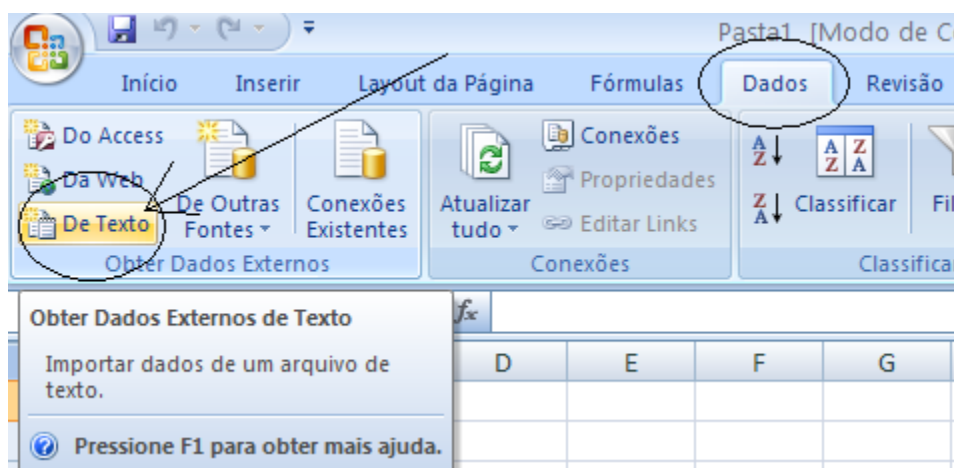 Pasta1 [Modo de C
Início Inserir Layout da Página Fórmulas Dados Revisão
Do Access
Da Web
De Texto
De Outras
Fontes
Conexões
Existentes
Obter Dados Externos
Atualizar
tudo
Conexões
Propriedades
Editar Links
Conexões
A
Z
Z
A
A Z
Z A
Classificar
Fil
Classifica
Obter Dados Externos de Texto
Importar dados de um arquivo de
texto.
Pressione F1 para obter mais ajuda.
fx
D E F G